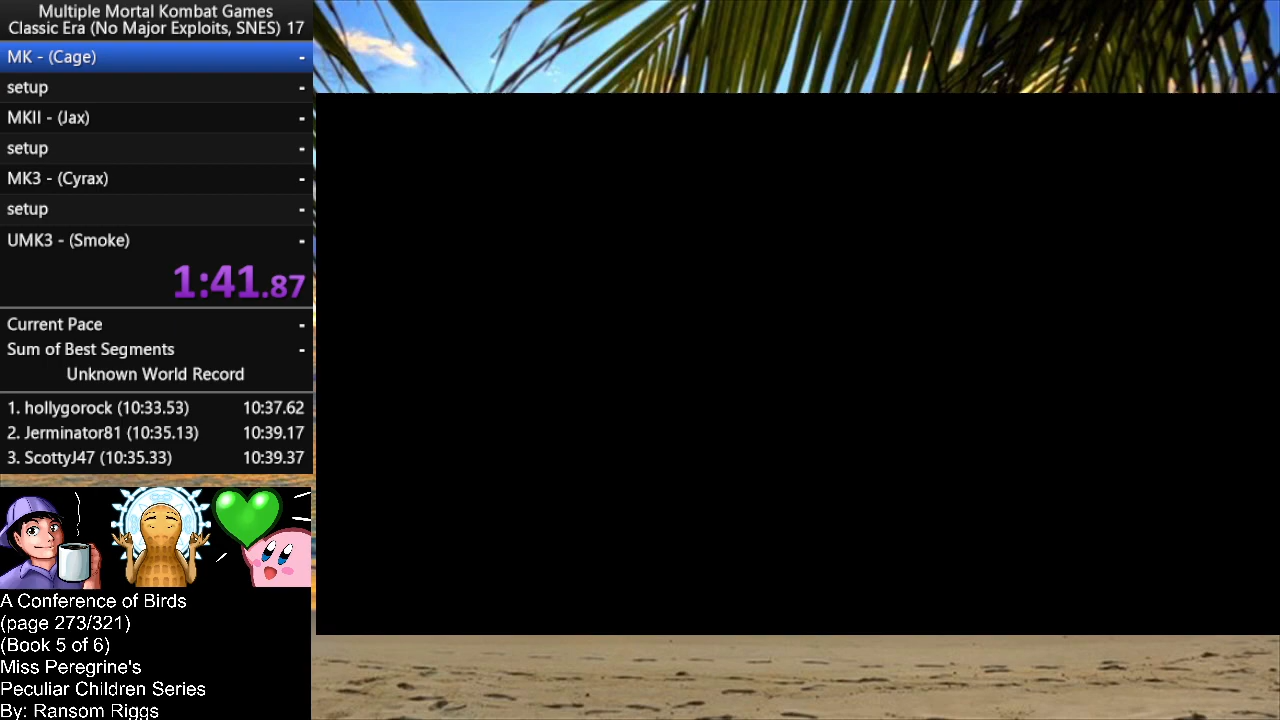 Multiple Mortal Kombat Games
Classic Era (No Major Exploits, SNES) 17
MK - (Cage) -
setup -
MKII - (Jax) -
setup -
MK3 - (Cyrax) -
setup -
UMK3 - (Smoke) -
1:41.87
Current Pace -
Sum of Best Segments -
Unknown World Record
1. hollygorock (10:33.53) 10:37.62
2. Jerminator81 (10:35.13) 10:39.17
3. ScottyJ47 (10:35.33) 10:39.37
A Conference of Birds
(page 273/321)
(Book 5 of 6)
Miss Peregrine's
Peculiar Children Series
By: Ransom Riggs